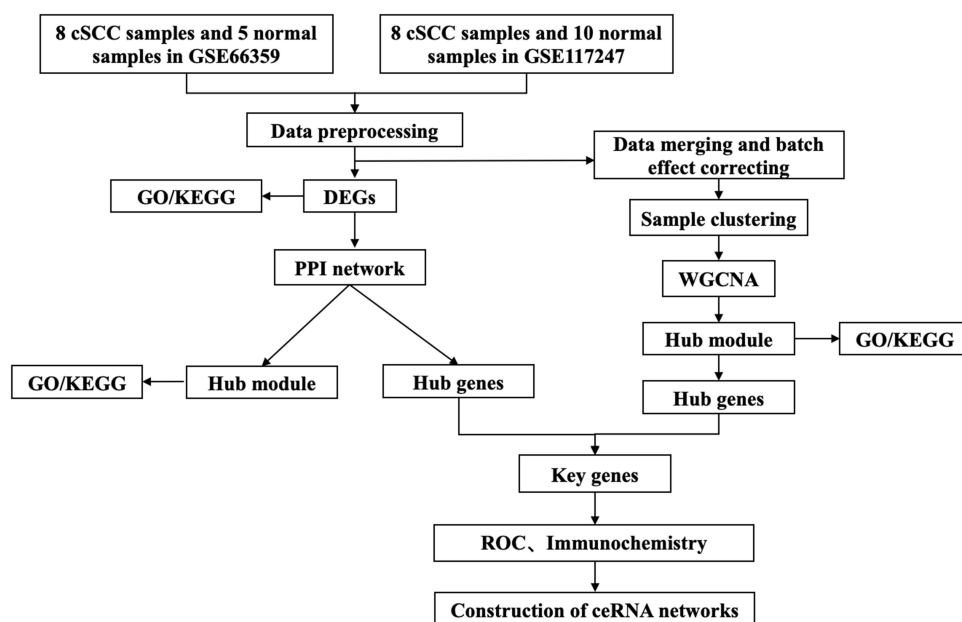 8 cSCC samples and 5 normal
samples in GSE66359
8 cSCC samples and 10 normal
samples in GSE117247
Data preprocessing
Data merging and batch
effect correcting
GO/KEGG
DEGs
Sample clustering
PPI network
WGCNA
Hub module
GO/KEGG
GO/KEGG
Hub module
Hub genes
Hub genes
Key genes
ROC、Immunochemistry
Construction of ceRNA networks